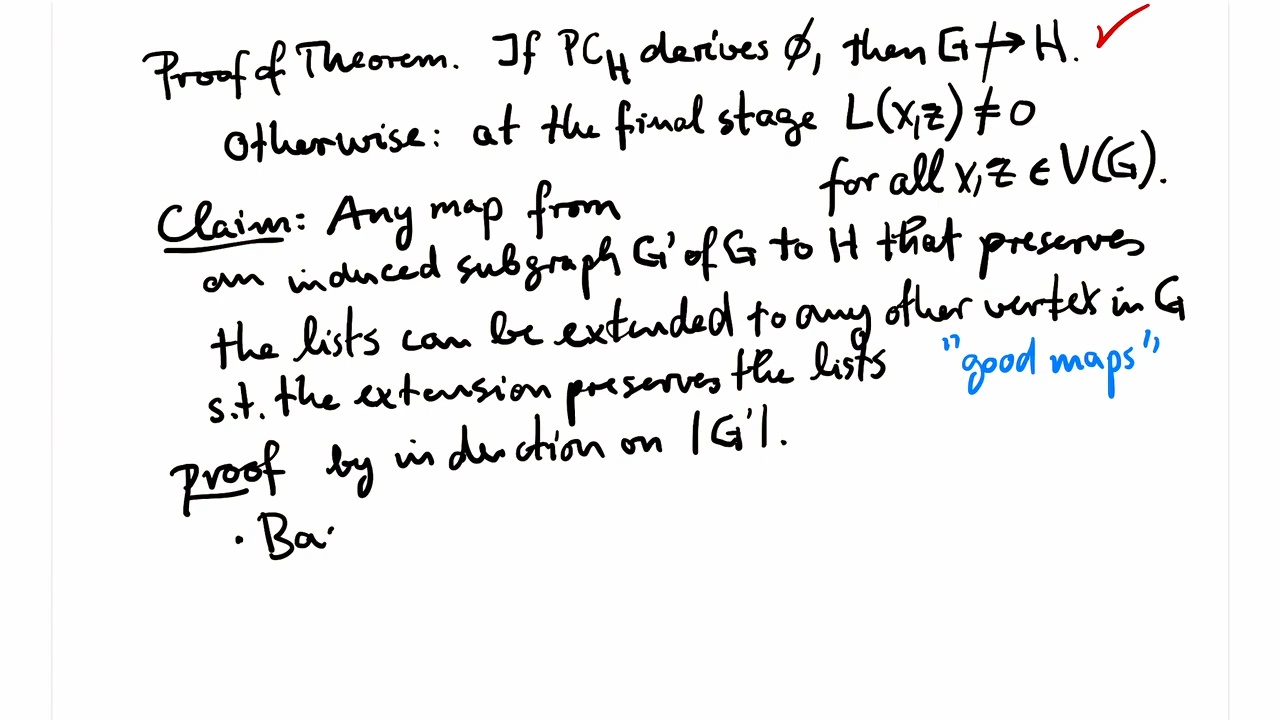 Proof of Theorem. If PC_H derives ∅, then G ↛ H. ✓
Otherwise: at the final stage L(x,z) ≠ 0
for all x,z ∈ V(G).
Claim: Any map from
an induced subgraph G' of G to H that preserves
the lists can be extended to any other vertex in G
s.t. the extension preserves the lists "good maps"
proof by induction on |G'|.
• Ba